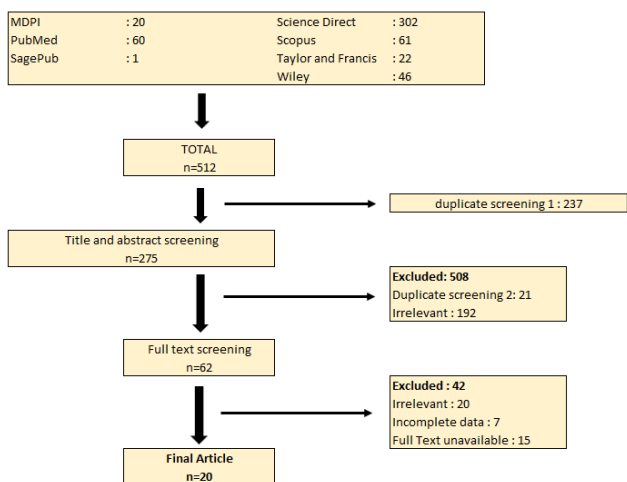 MDPI : 20 Science Direct : 302
PubMed : 60 Scopus : 61
SagePub : 1 Taylor and Francis : 22
Wiley : 46
TOTAL
n=512
duplicate screening 1 : 237
Title and abstract screening
n=275
Excluded: 508
Duplicate screening 2: 21
Irrelevant : 192
Full text screening
n=62
Excluded : 42
Irrelevant : 20
Incomplete data : 7
Full Text unavailable : 15
Final Article
n=20